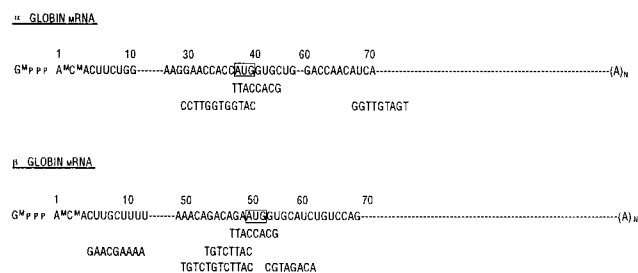 α GLOBIN MRNA
1 10 30 40 60 70
GᴹPPP AᴹCᴹACUUCUGG------AAGGAACCACCAUGGUGCUG--GACCAACAUCA------(A)N
TTACCACG
CCTTGGTGGTAC GGTTGTAGT
β GLOBIN MRNA
1 10 50 50 60 70
GᴹPPP AᴹCᴹACUUGCUUUU------AAACAGACAGAAUGGUGCAUCUGUCCAG------(A)N
TTACCACG
GAACGAAAA TGTCTTAC
TGTCTGTCTTAC CGTAGACA